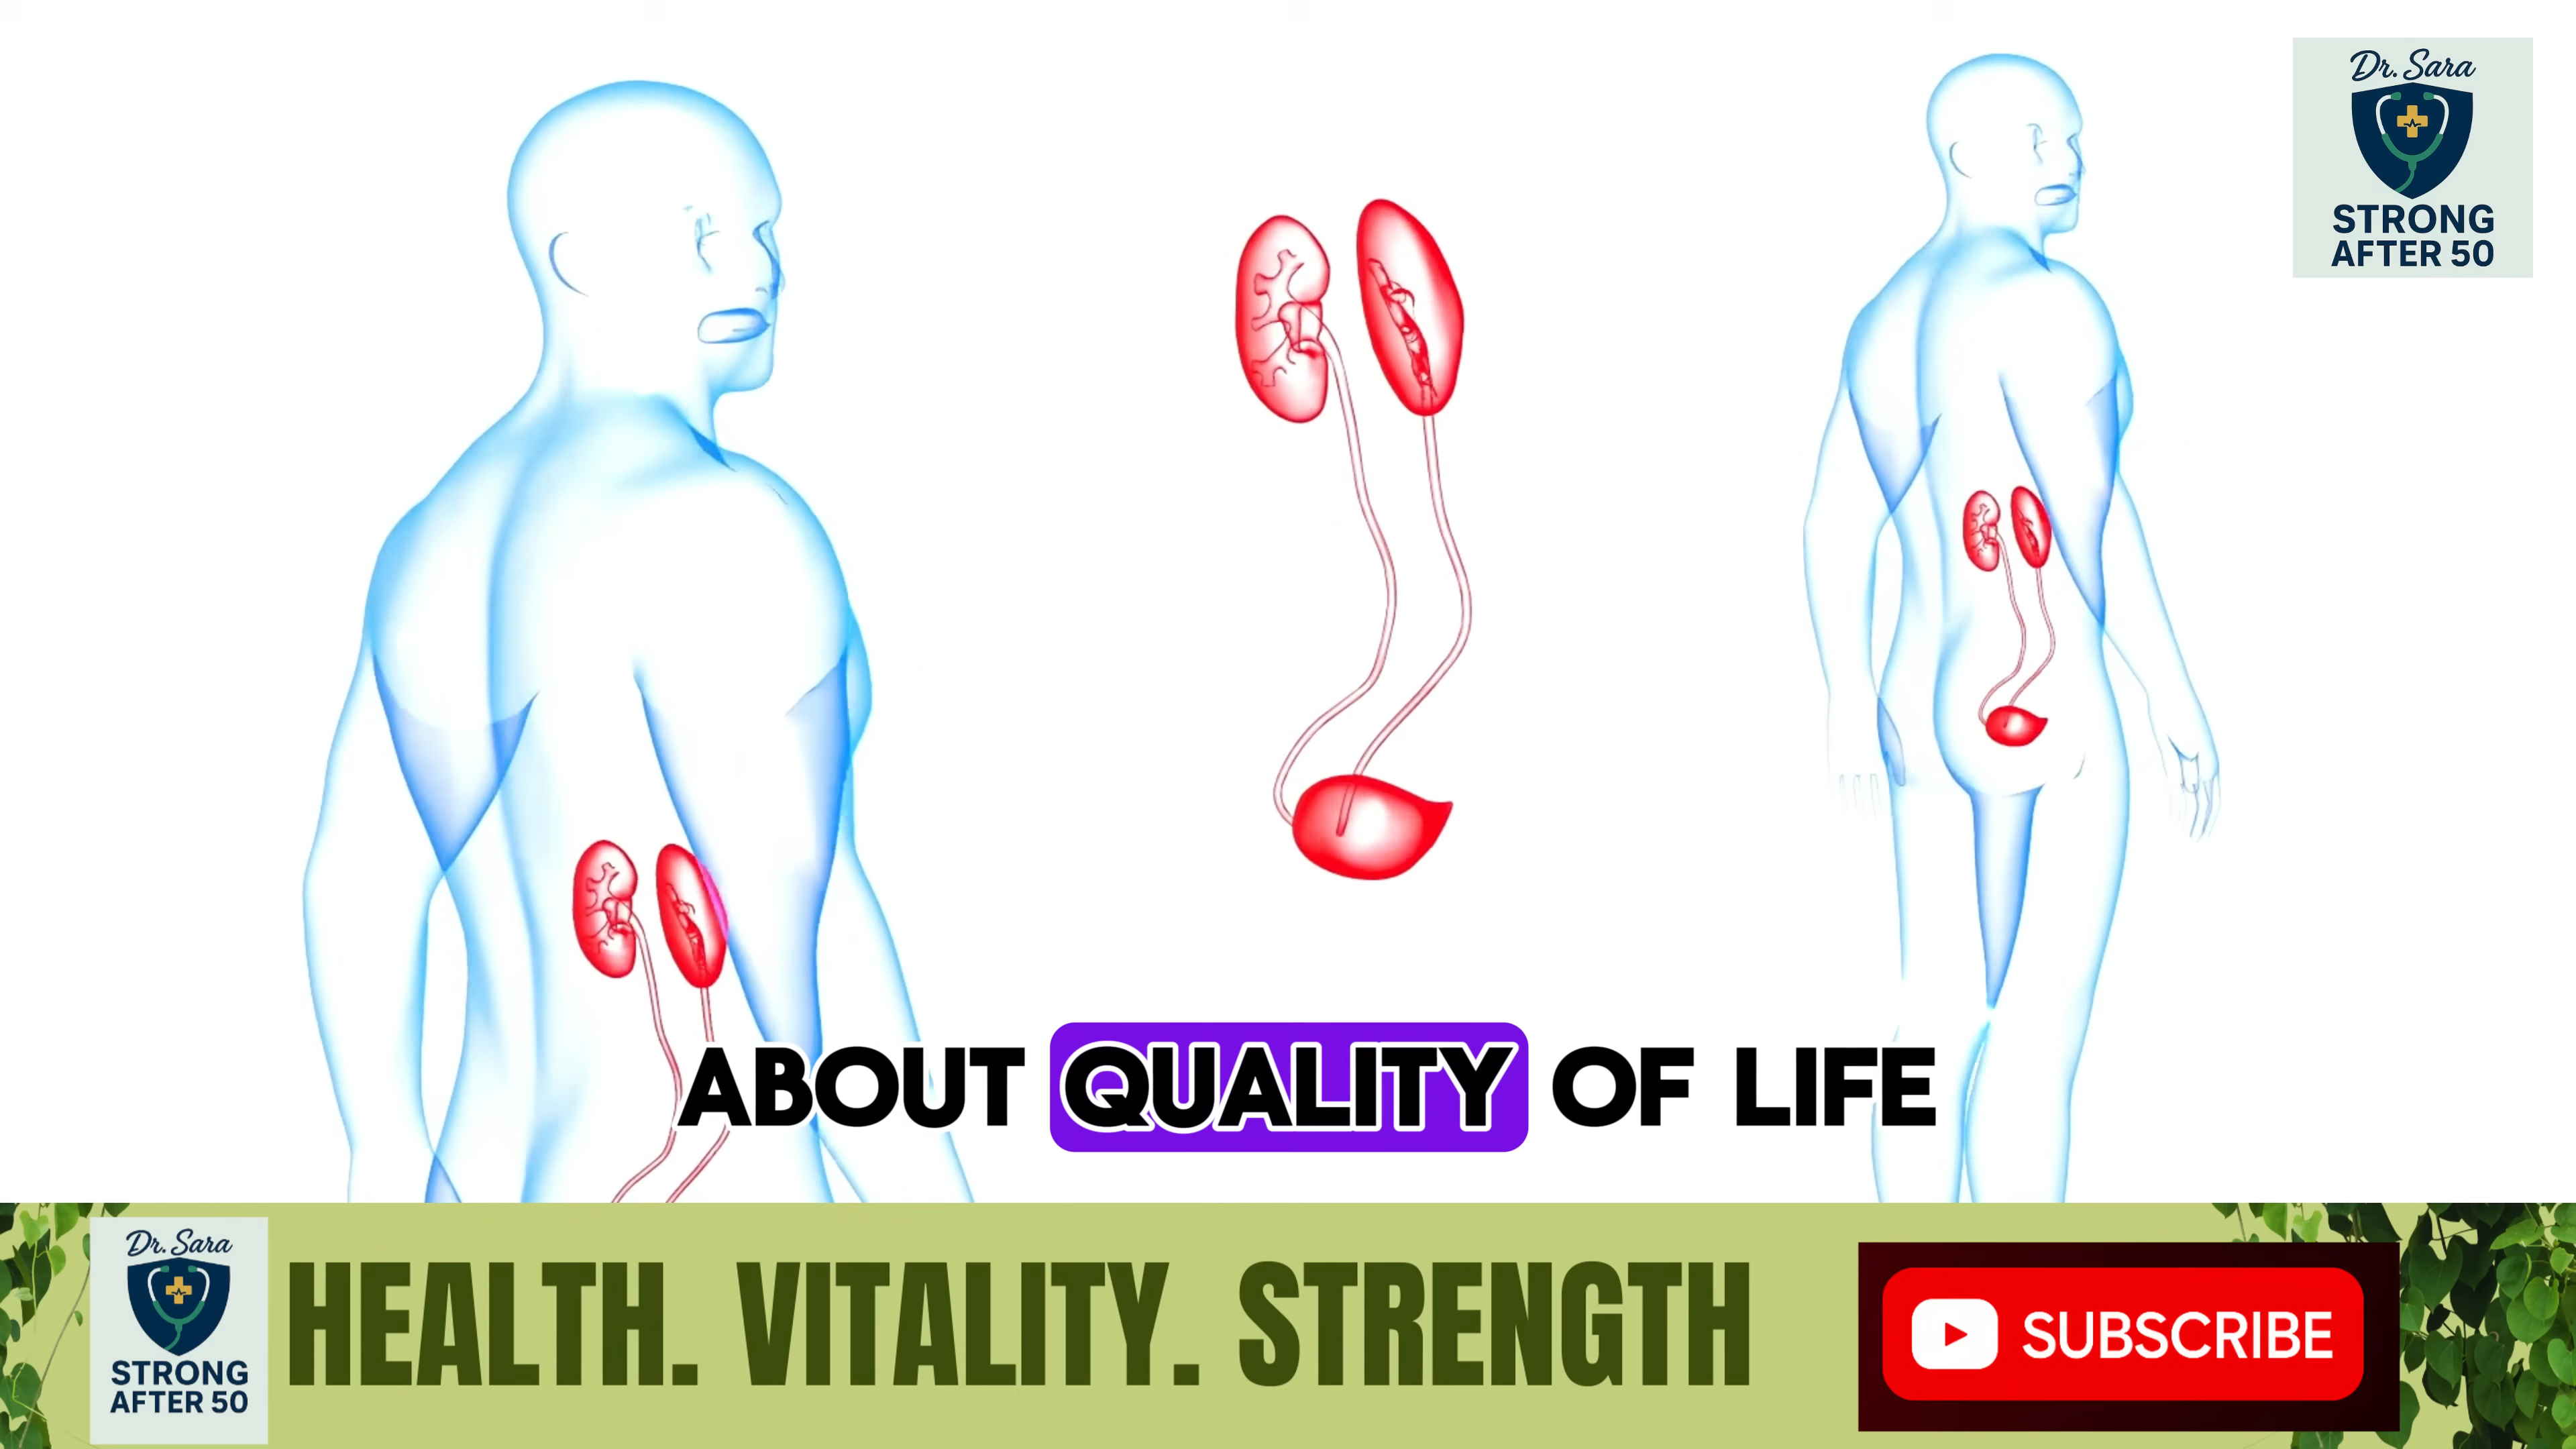 Dr. Sara
STRONG
AFTER 50
ABOUT QUALITY OF LIFE
Dr. Sara
STRONG
AFTER 50
HEALTH. VITALITY. STRENGTH
SUBSCRIBE